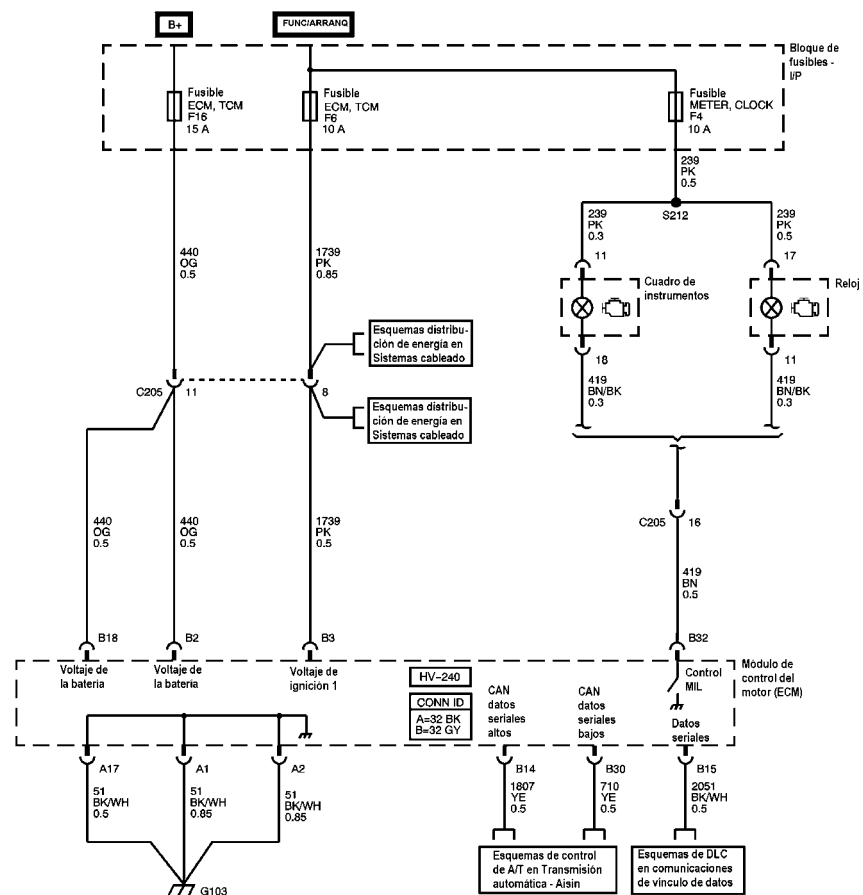 B+
FUNC/ARRANQ
Bloque de
fusibles -
I/P
Fusible
ECM, TCM
F16
15 A
Fusible
ECM, TCM
F6
10 A
Fusible
METER, CLOCK
F4
10 A
239
PK
0.5
S212
239
PK
0.3
239
PK
0.5
440
OG
0.5
1739
PK
0.85
11
17
Cuadro de
instrumentos
Reloj
18
11
419
BN/BK
0.3
419
BN/BK
0.3
Esquemas distribu-
ción de energía en
Sistemas cableado
C205
11
8
Esquemas distribu-
ción de energía en
Sistemas cableado
C205
16
440
OG
0.5
440
OG
0.5
1739
PK
0.5
419
BN
0.5
B18
B2
B3
B32
Voltaje de
la batería
Voltaje de
la batería
Voltaje de
ignición 1
HV-240
CONN ID
A=32 BK
B=32 GY
CAN
datos
seriales
altos
CAN
datos
seriales
bajos
Control
MIL
Datos
seriales
Módulo de
control del
motor (ECM)
A17
A1
A2
B14
B30
B15
51
BK/WH
0.5
51
BK/WH
0.85
51
BK/WH
0.85
1807
YE
0.5
710
YE
0.5
2051
BK/WH
0.5
Esquemas de control
de A/T en Transmisión
automática - Aisin
Esquemas de DLC
en comunicaciones
de vínculo de datos
G103